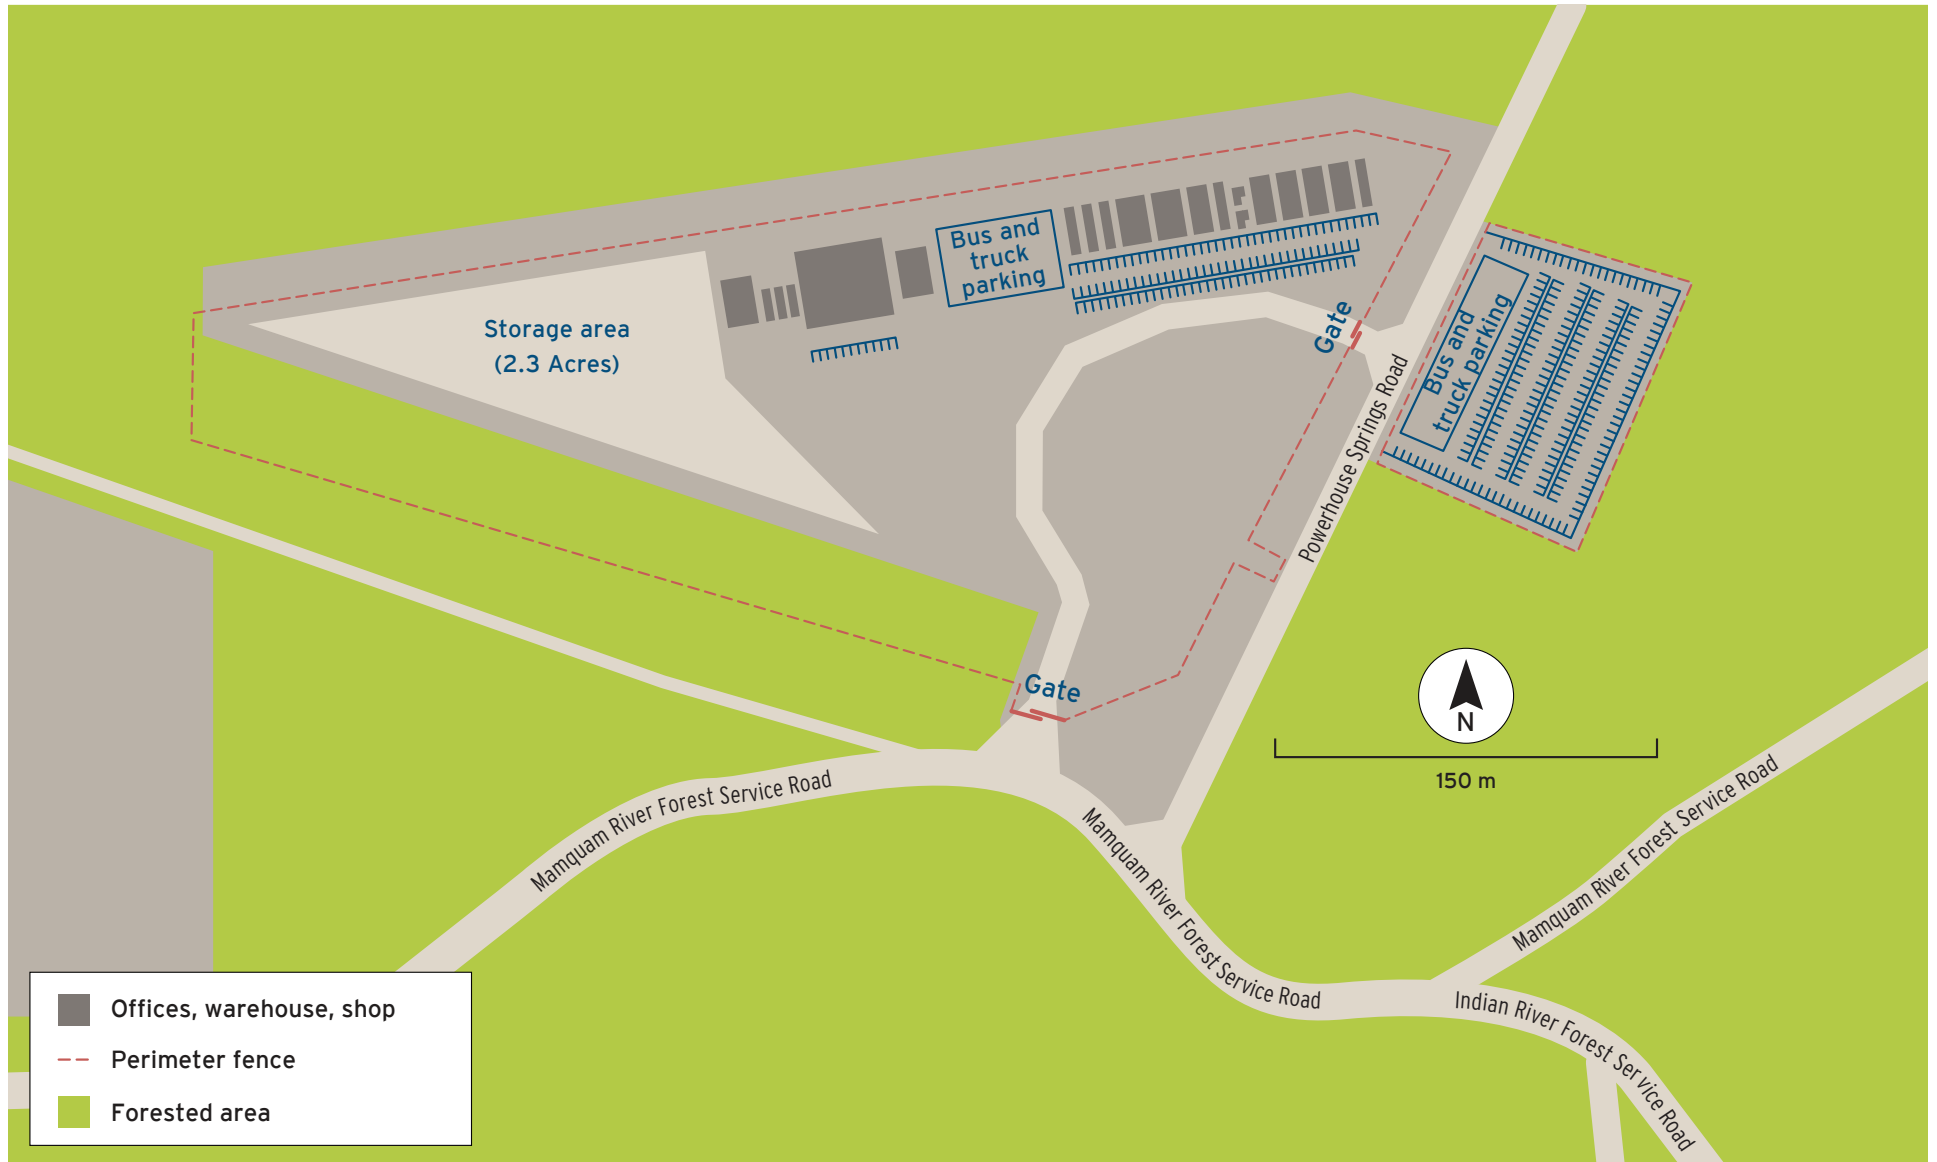 Bus and
truck
parking
Storage area
(2.3 Acres)
Gate
Bus and
truck parking
Powerhouse Springs Road
Gate
N
150 m
Mamquam River Forest Service Road
Mamquam River Forest Service Road
Mamquam River Forest Service Road
Indian River Forest Service Road
Offices, warehouse, shop
Perimeter fence
Forested area